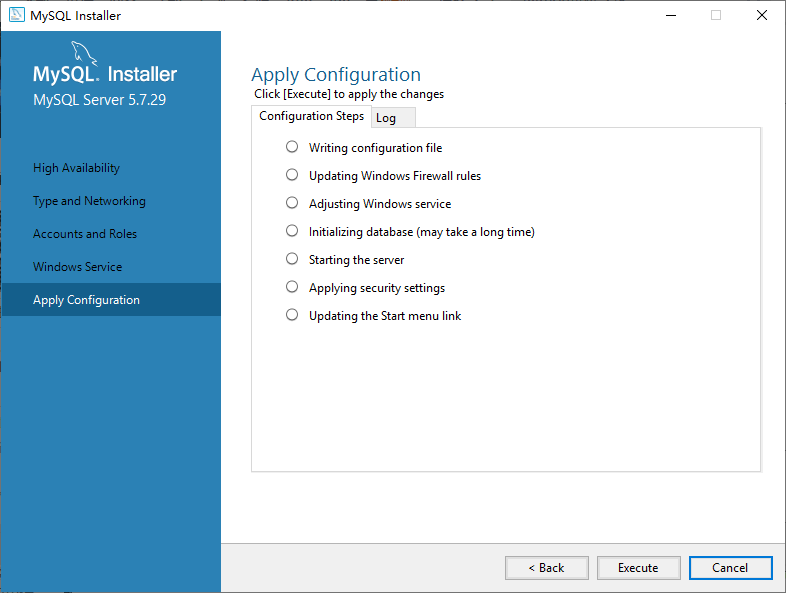 MySQL Installer
MySQL. Installer
MySQL Server 5.7.29
High Availability
Type and Networking
Accounts and Roles
Windows Service
Apply Configuration
Apply Configuration
Click [Execute] to apply the changes
Configuration Steps
Log
Writing configuration file
Updating Windows Firewall rules
Adjusting Windows service
Initializing database (may take a long time)
Starting the server
Applying security settings
Updating the Start menu link
< Back
Execute
Cancel